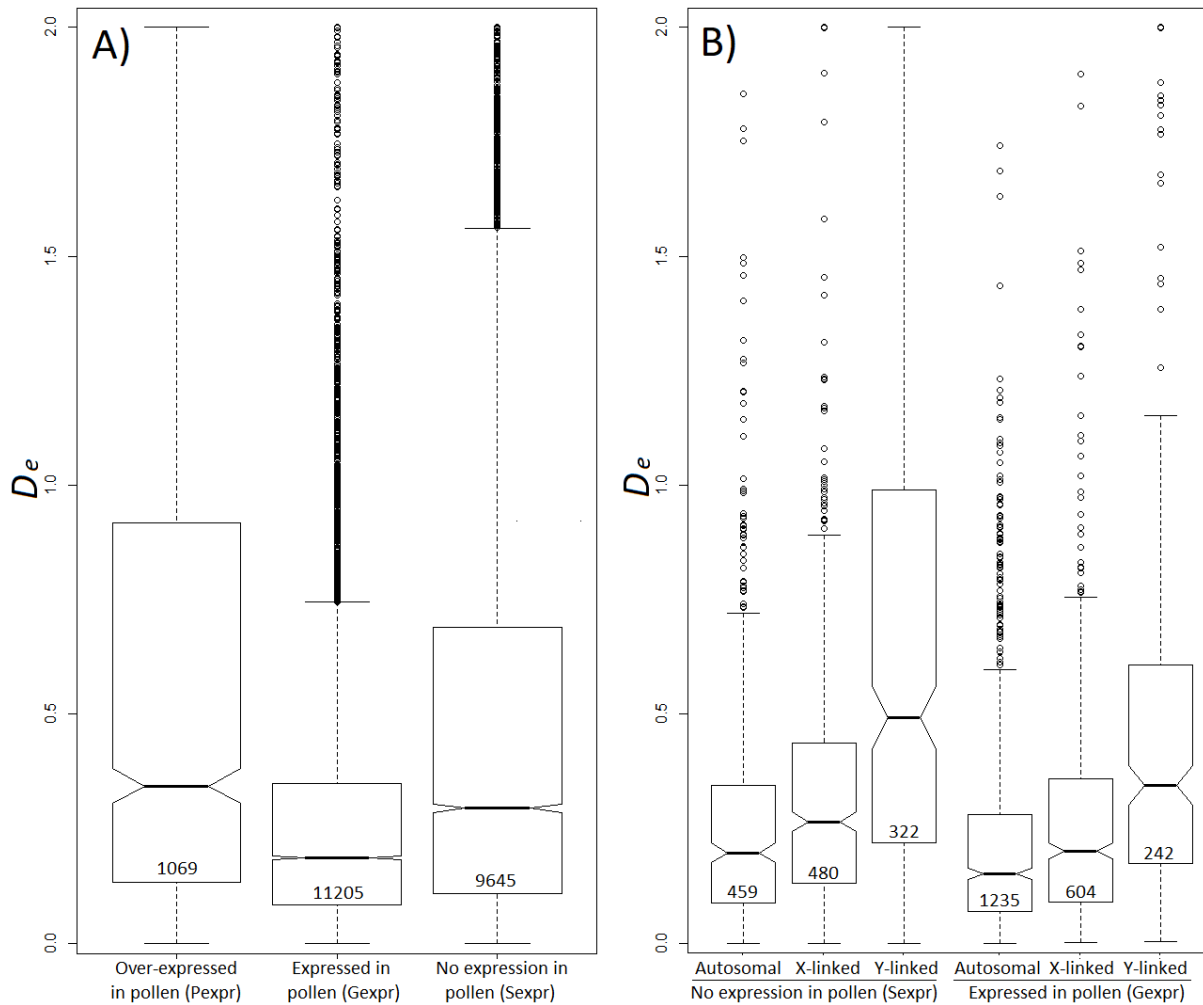 A)
2.0
1.5
1.0
0.5
0.0
De
1069
11205
9645
Over-expressed
in pollen (Pexpr)
Expressed in
pollen (Gexpr)
No expression in
pollen (Sexpr)
B)
2.0
1.5
1.0
0.5
0.0
De
459
480
322
1235
604
242
Autosomal X-linked Y-linked Autosomal X-linked Y-linked
No expression in pollen (Sexpr) Expressed in pollen (Gexpr)